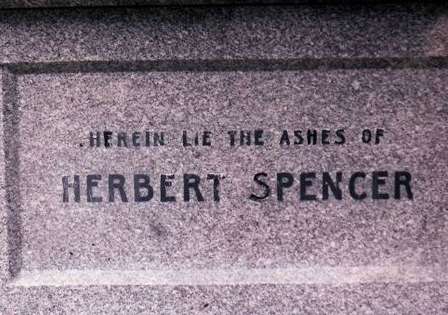 HEREIN LIE THE ASHES OF
HERBERT SPENCER